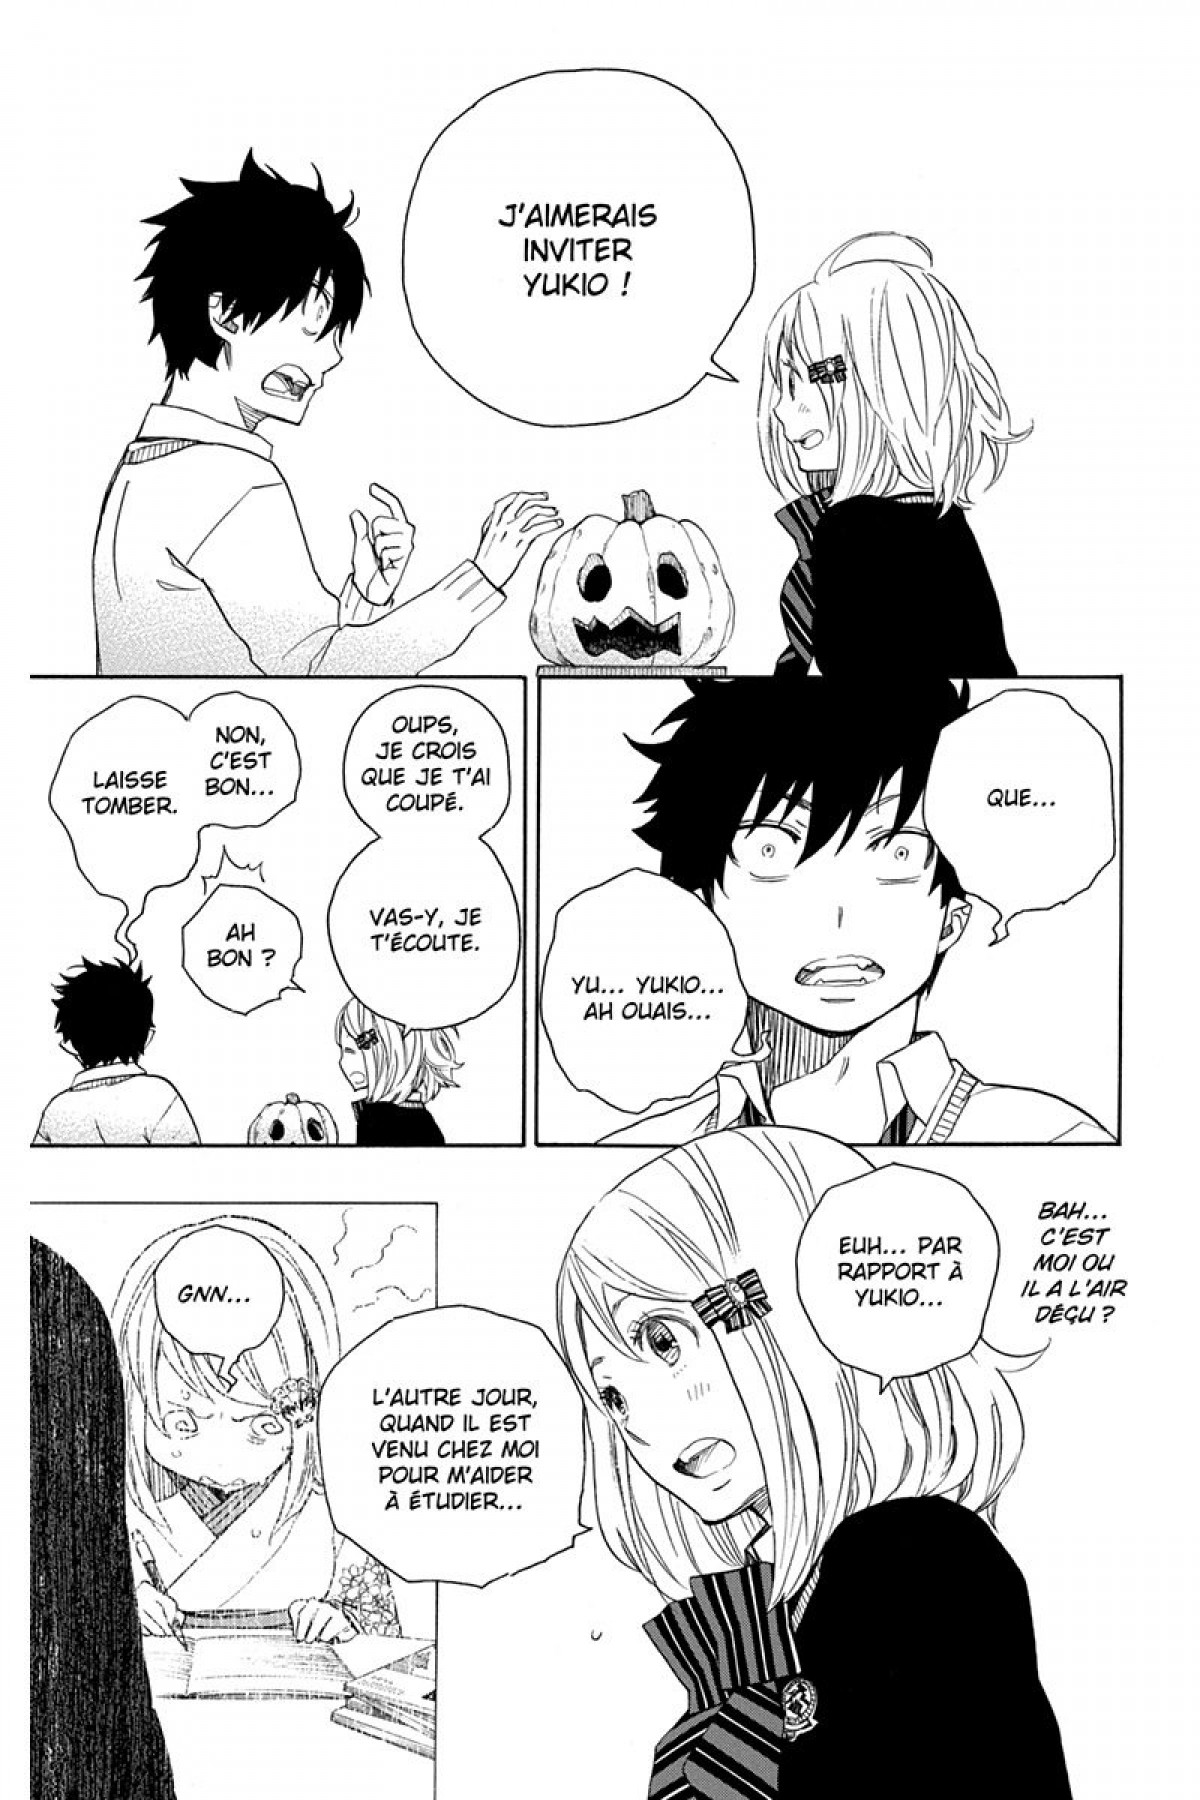 J'AIMERAIS
INVITER
YUKIO !
QUE...
YU... YUKIO...
AH OUAIS...
OUPS,
JE CROIS
QUE JE T'AI
COUPÉ.
VAS-Y, JE
T'ÉCOUTE.
NON,
C'EST
BON...
LAISSE
TOMBER.
AH
BON ?
BAH...
C'EST
MOI OU
IL A L'AIR
DÉÇU ?
EUH... PAR
RAPPORT À
YUKIO...
L'AUTRE JOUR,
QUAND IL EST
VENU CHEZ MOI
POUR M'AIDER
À ÉTUDIER...
GNN...